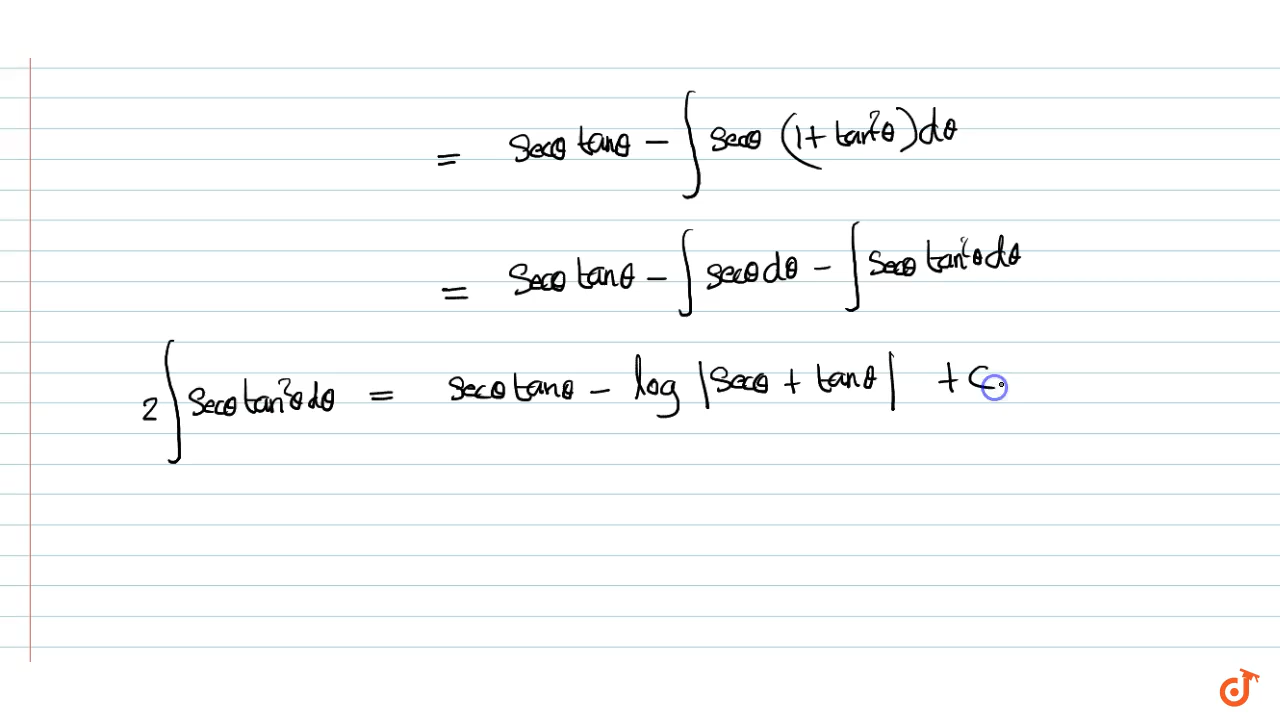 = secθ tanθ − ∫ secθ (1 + tan²θ) dθ
= secθ tanθ − ∫ secθ dθ − ∫ secθ tan²θ dθ
2 ∫ secθ tan²θ dθ = secθ tanθ − log |secθ + tanθ| + C.